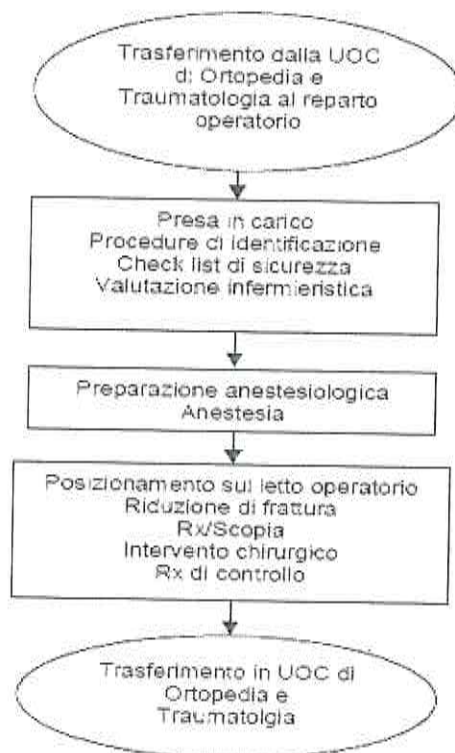 Trasferimento dalla UOC
di Ortopedia e
Traumatologia al reparto
operatorio
Presa in carico
Procedure di identificazione
Check list di sicurezza
Valutazione infermieristica
Preparazione anestesiologica
Anestesia
Posizionamento sul letto operatorio
Riduzione di frattura
Rx/Scopia
Intervento chirurgico
Rx di controllo
Trasferimento in UOC di
Ortopedia e
Traumatolgia